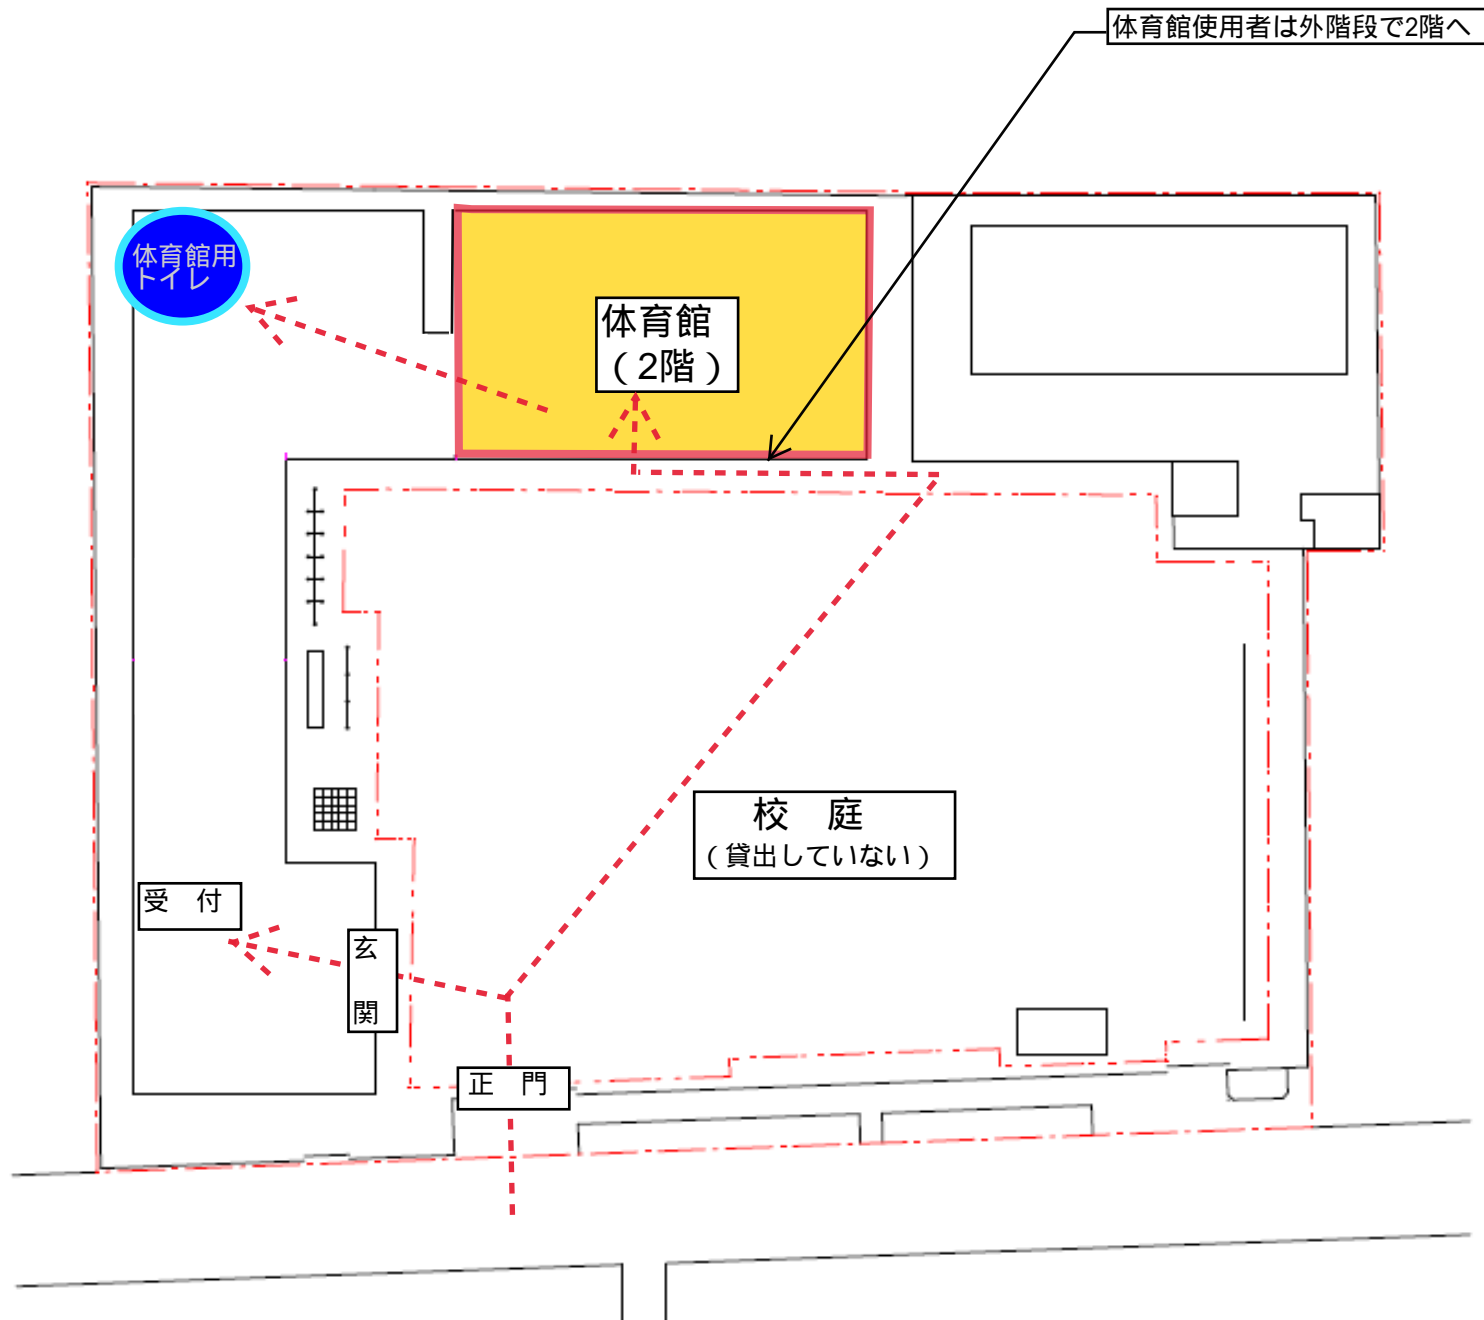 体育館使用者は外階段で2階へ
体育館用
トイレ
体育館
（2階）
校　庭
（貸出していない）
受　付
玄
関
正　門